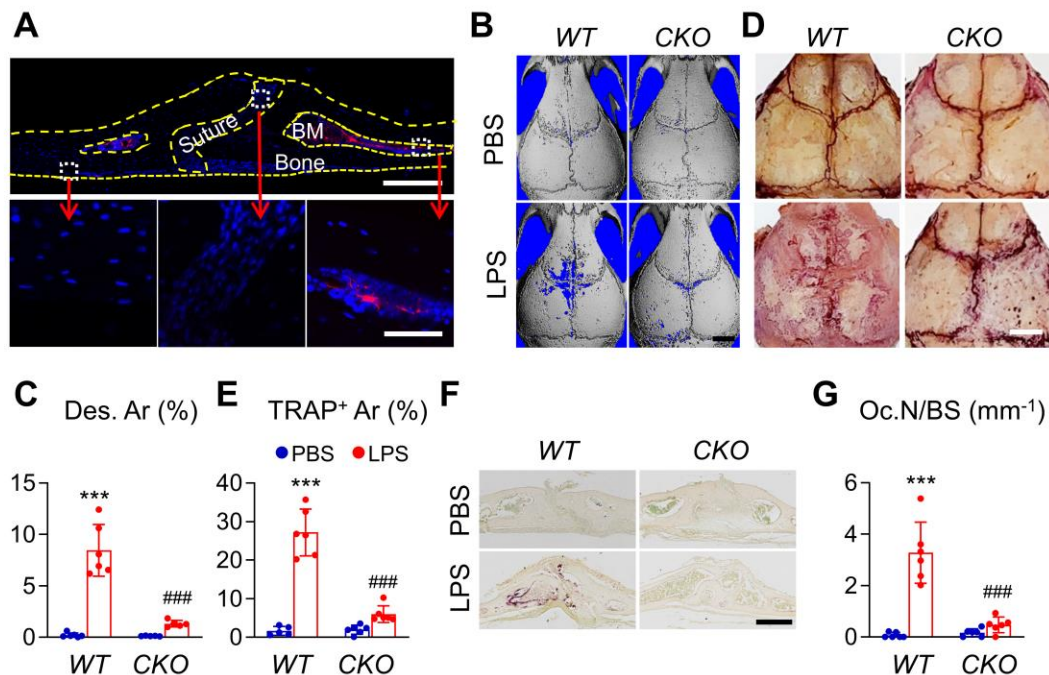 A
Suture
BM
Bone
B
WT CKO
PBS
LPS
D
WT CKO
C Des. Ar (%)
15
10
5
0
WT CKO
***
###
E TRAP⁺ Ar (%)
PBS LPS
40
30
20
10
0
WT CKO
***
###
F
WT CKO
PBS
LPS
G Oc.N/BS (mm⁻¹)
6
4
2
0
WT CKO
***
###